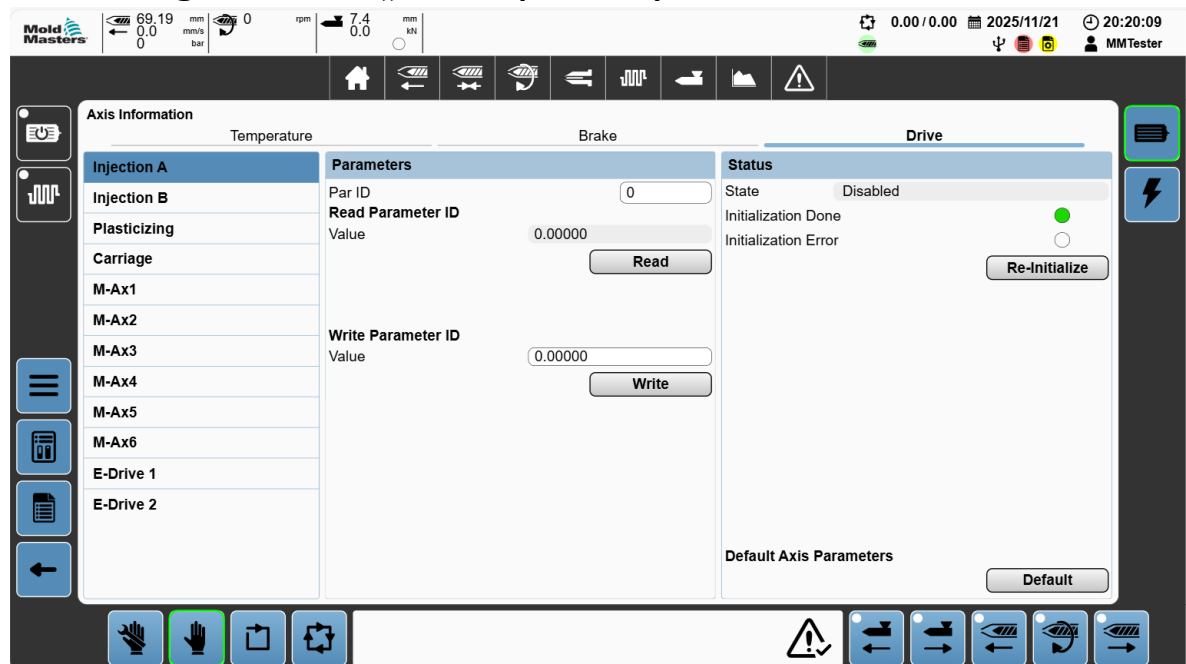 Mold
Masters
69.19 mm
0.0 mm/s
0 bar
0 rpm
7.4 mm
0.0 kN
0.00 / 0.00
2025/11/21
20:20:09
MMTester
Axis Information
Temperature
Brake
Drive
Injection A
Injection B
Plasticizing
Carriage
M-Ax1
M-Ax2
M-Ax3
M-Ax4
M-Ax5
M-Ax6
E-Drive 1
E-Drive 2
Parameters
Par ID 0
Read Parameter ID
Value 0.00000
Read
Write Parameter ID
Value 0.00000
Write
Status
State Disabled
Initialization Done
Initialization Error
Re-Initialize
Default Axis Parameters
Default